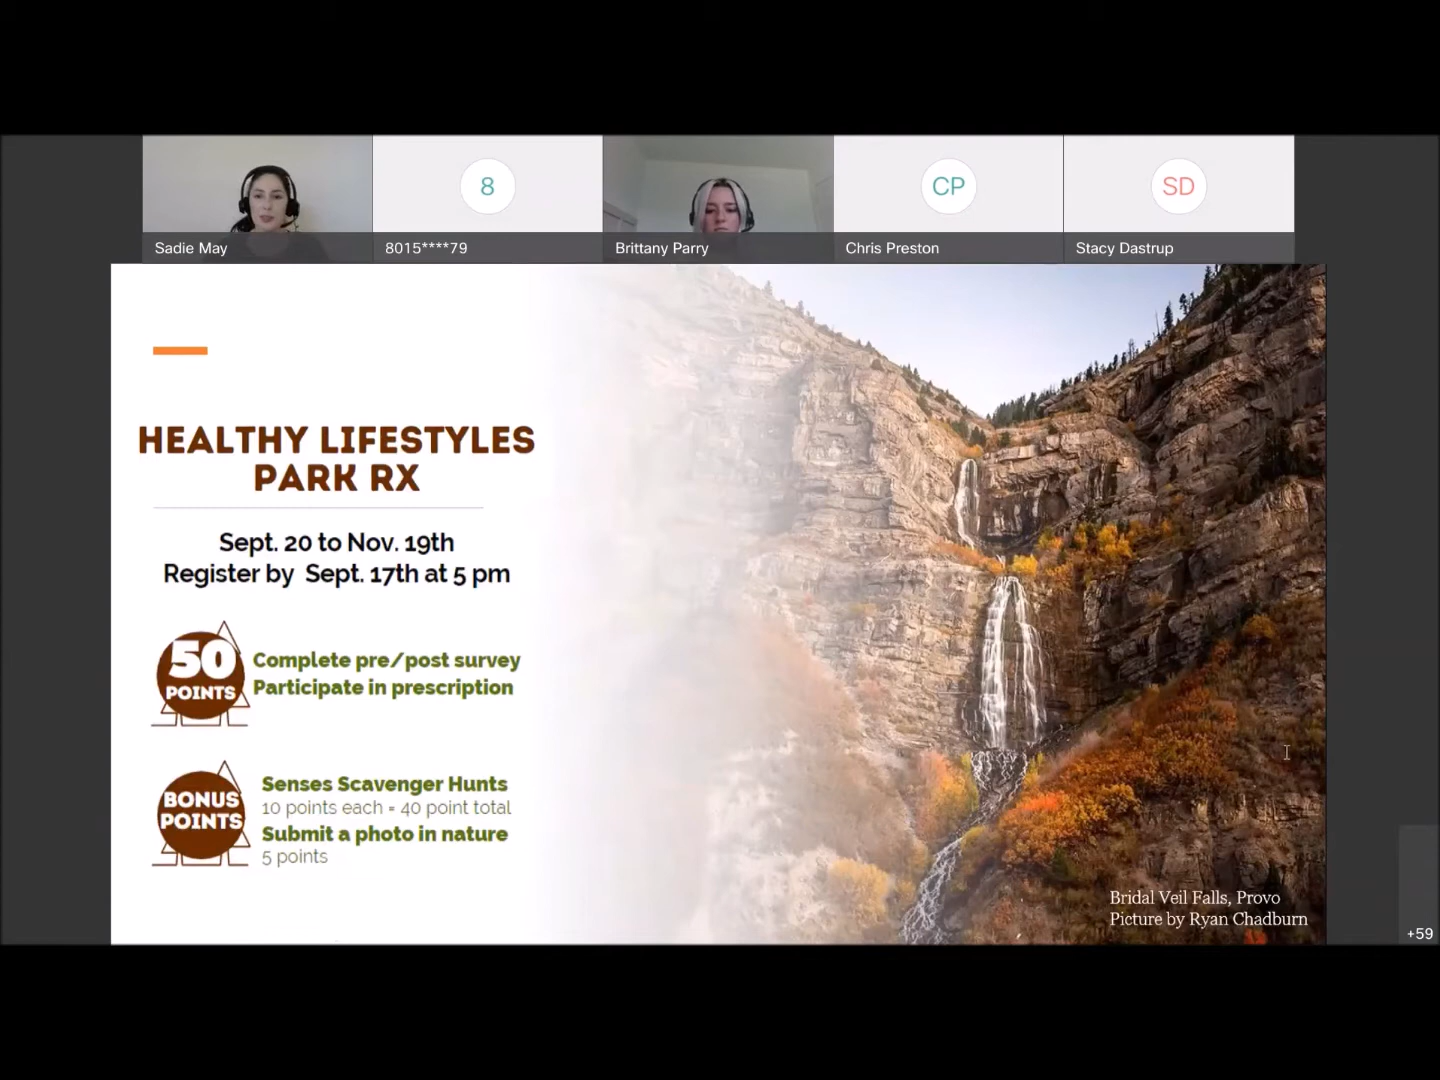 8
CP
SD
Sadie May
8015****79
Brittany Parry
Chris Preston
Stacy Dastrup
HEALTHY LIFESTYLES
PARK RX
Sept. 20 to Nov. 19th
Register by Sept. 17th at 5 pm
50
POINTS
Complete pre/post survey
Participate in prescription
BONUS
POINTS
Senses Scavenger Hunts
10 points each = 40 point total
Submit a photo in nature
5 points
Bridal Veil Falls, Provo
Picture by Ryan Chadburn
+59